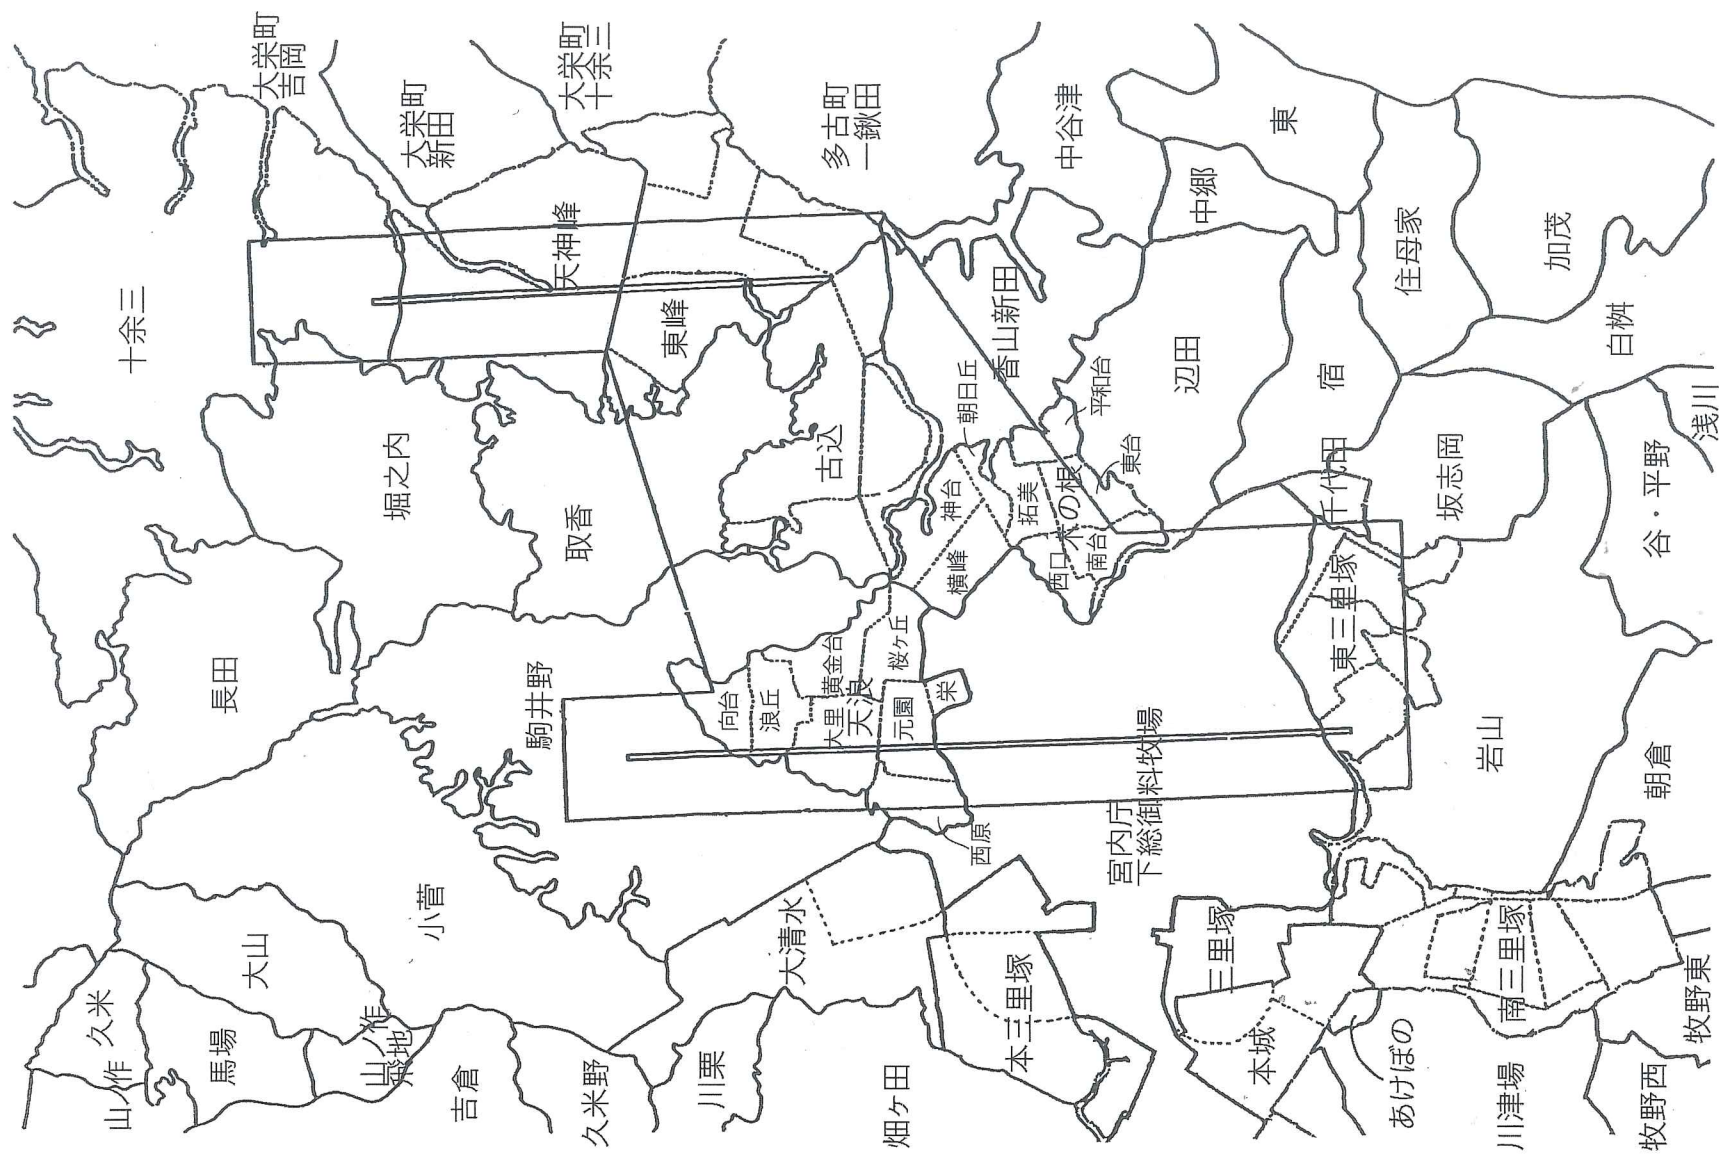 大栄町
吉岡
大栄町
新田
大栄町
十余三
多古町
一鍬田
中谷津
東
中郷
住母家
加茂
白桝
十余三
天神峰
東峰
香山新田
朝日丘
平和台
辺田
宿
浅川
堀之内
取香
古込
神台
拓美
木の根
東台
千代田
坂志岡
谷・平野
横峰
西口
南台
東三里塚
長田
駒井野
向台
浪丘
黄金台
大里
天浪
桜ヶ丘
元園
栄
岩山
朝倉
宮内庁
下総御料牧場
西原
小菅
大山
大清水
本三里塚
三里塚
南三里塚
久米
山ノ作
馬場
山ノ作
飛地
吉倉
久米野
川栗
畑ヶ田
本城
あけぼの
川津場
牧野東
牧野西